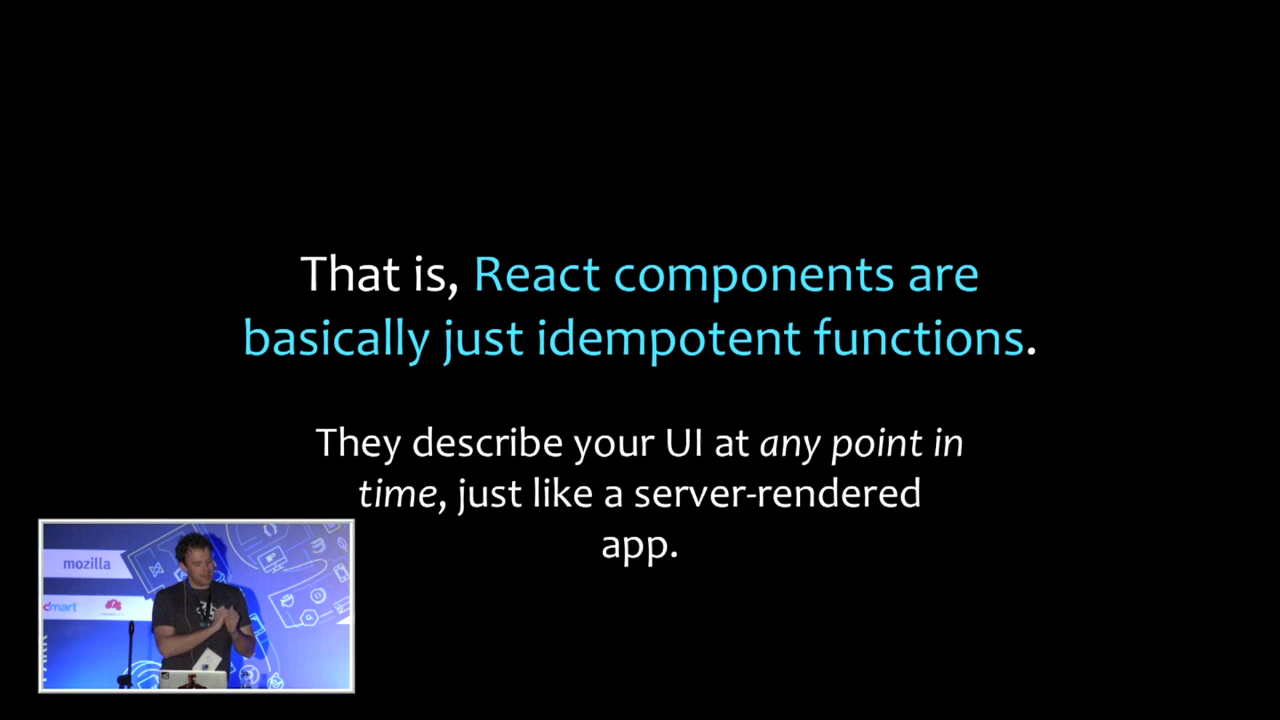 That is, React components are
basically just idempotent functions.
They describe your UI at any point in
time, just like a server-rendered
app.
mozilla